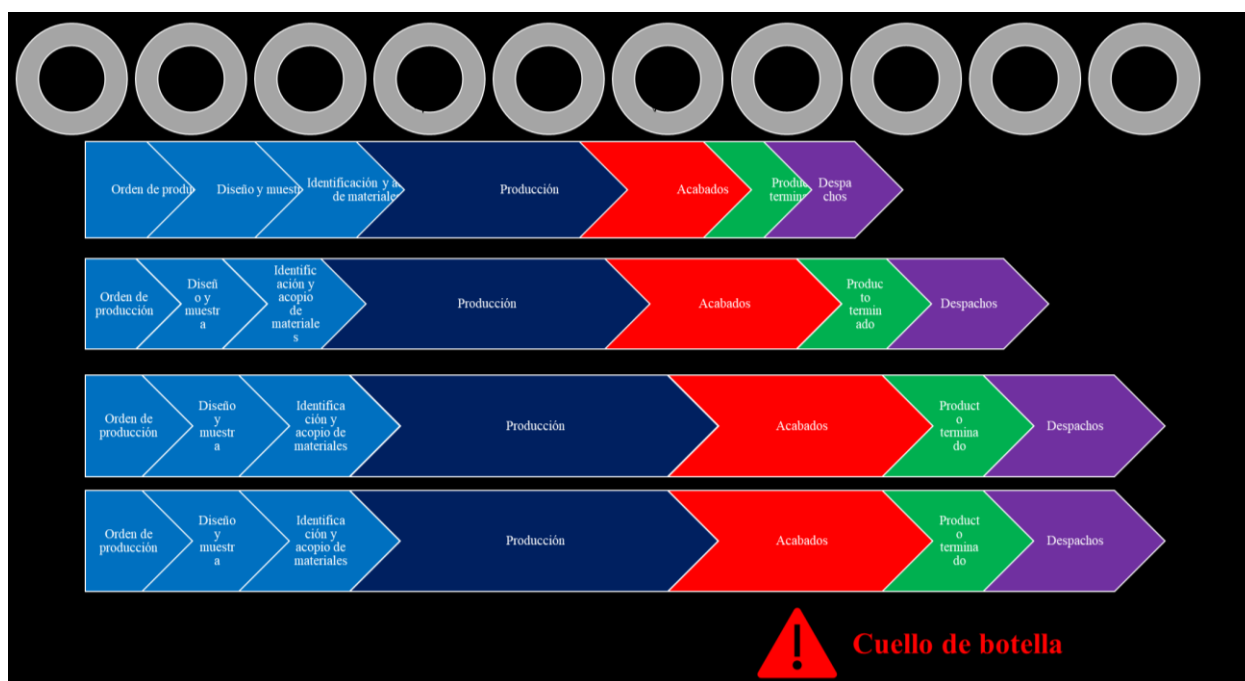 Orden de produ
Diseño y muestr
Identificación y a
de materiales
Producción
Acabados
Produc
termin
Despa
chos
Orden de
producción
Diseñ
o y
muestr
a
Identific
ación y
acopio
de
materiale
s
Producción
Acabados
Produc
to
termin
ado
Despachos
Orden de
producción
Diseño
y
muestr
a
Identifica
ción y
acopio de
materiales
Producción
Acabados
Product
o
termina
do
Despachos
Orden de
producción
Diseño
y
muestr
a
Identifica
ción y
acopio de
materiales
Producción
Acabados
Product
o
termina
do
Despachos
Cuello de botella